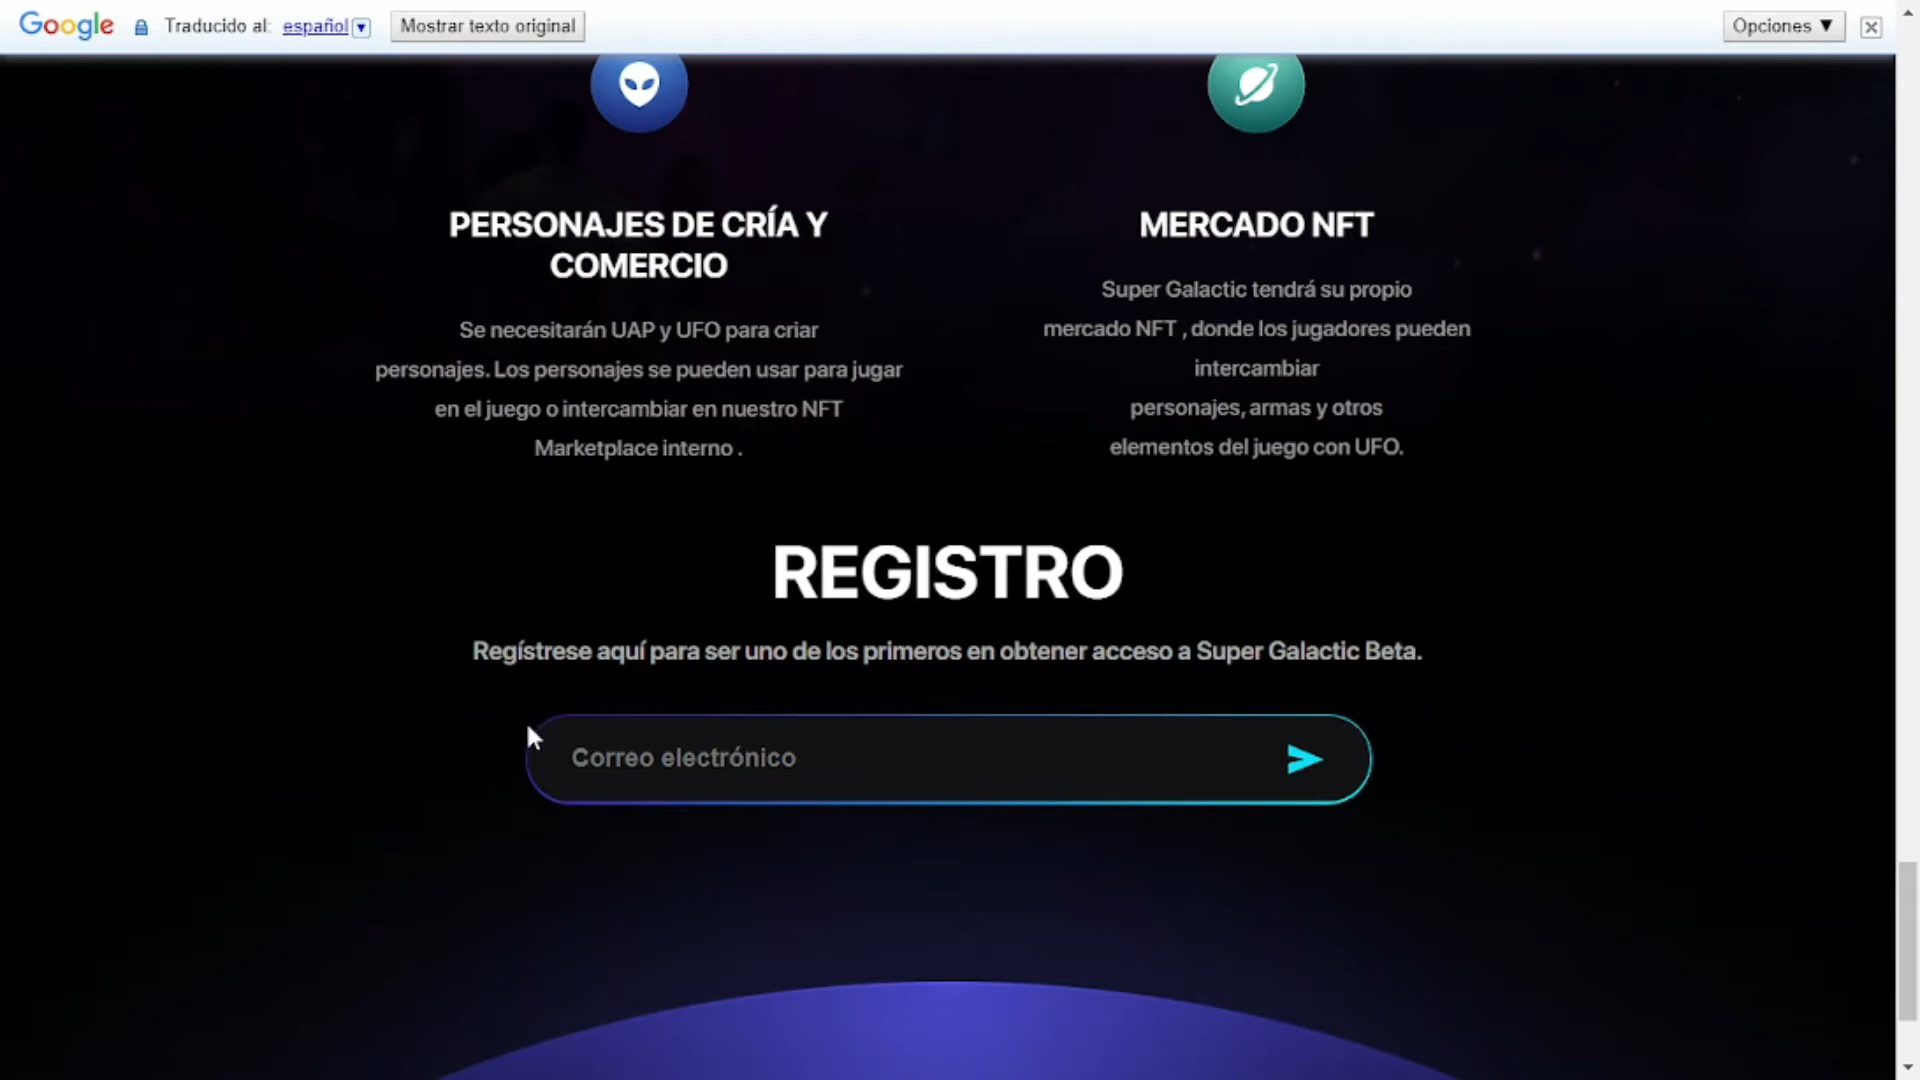 Google Traducido al: español Mostrar texto original Opciones ▼
PERSONAJES DE CRÍA Y
COMERCIO
Se necesitarán UAP y UFO para criar
personajes. Los personajes se pueden usar para jugar
en el juego o intercambiar en nuestro NFT
Marketplace interno .
MERCADO NFT
Super Galactic tendrá su propio
mercado NFT , donde los jugadores pueden
intercambiar
personajes, armas y otros
elementos del juego con UFO.
REGISTRO
Regístrese aquí para ser uno de los primeros en obtener acceso a Super Galactic Beta.
Correo electrónico